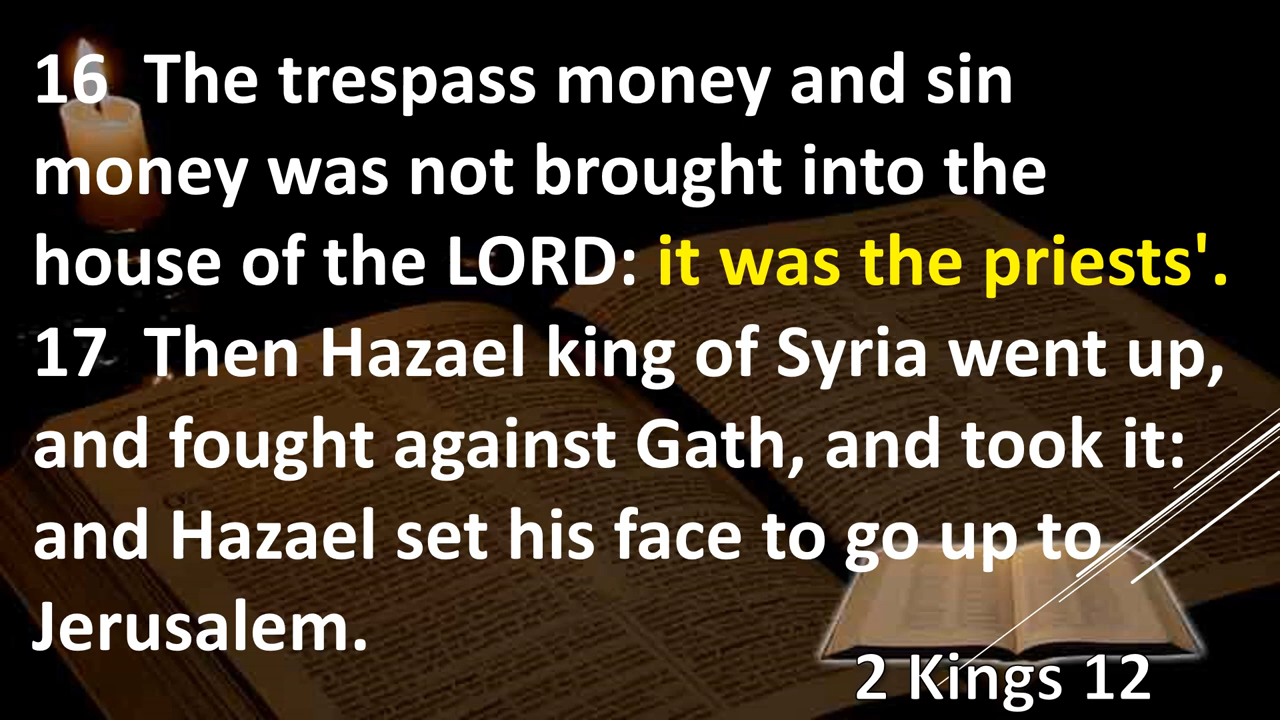 16 The trespass money and sin
money was not brought into the
house of the LORD: it was the priests'.
17 Then Hazael king of Syria went up,
and fought against Gath, and took it:
and Hazael set his face to go up to
Jerusalem.
2 Kings 12